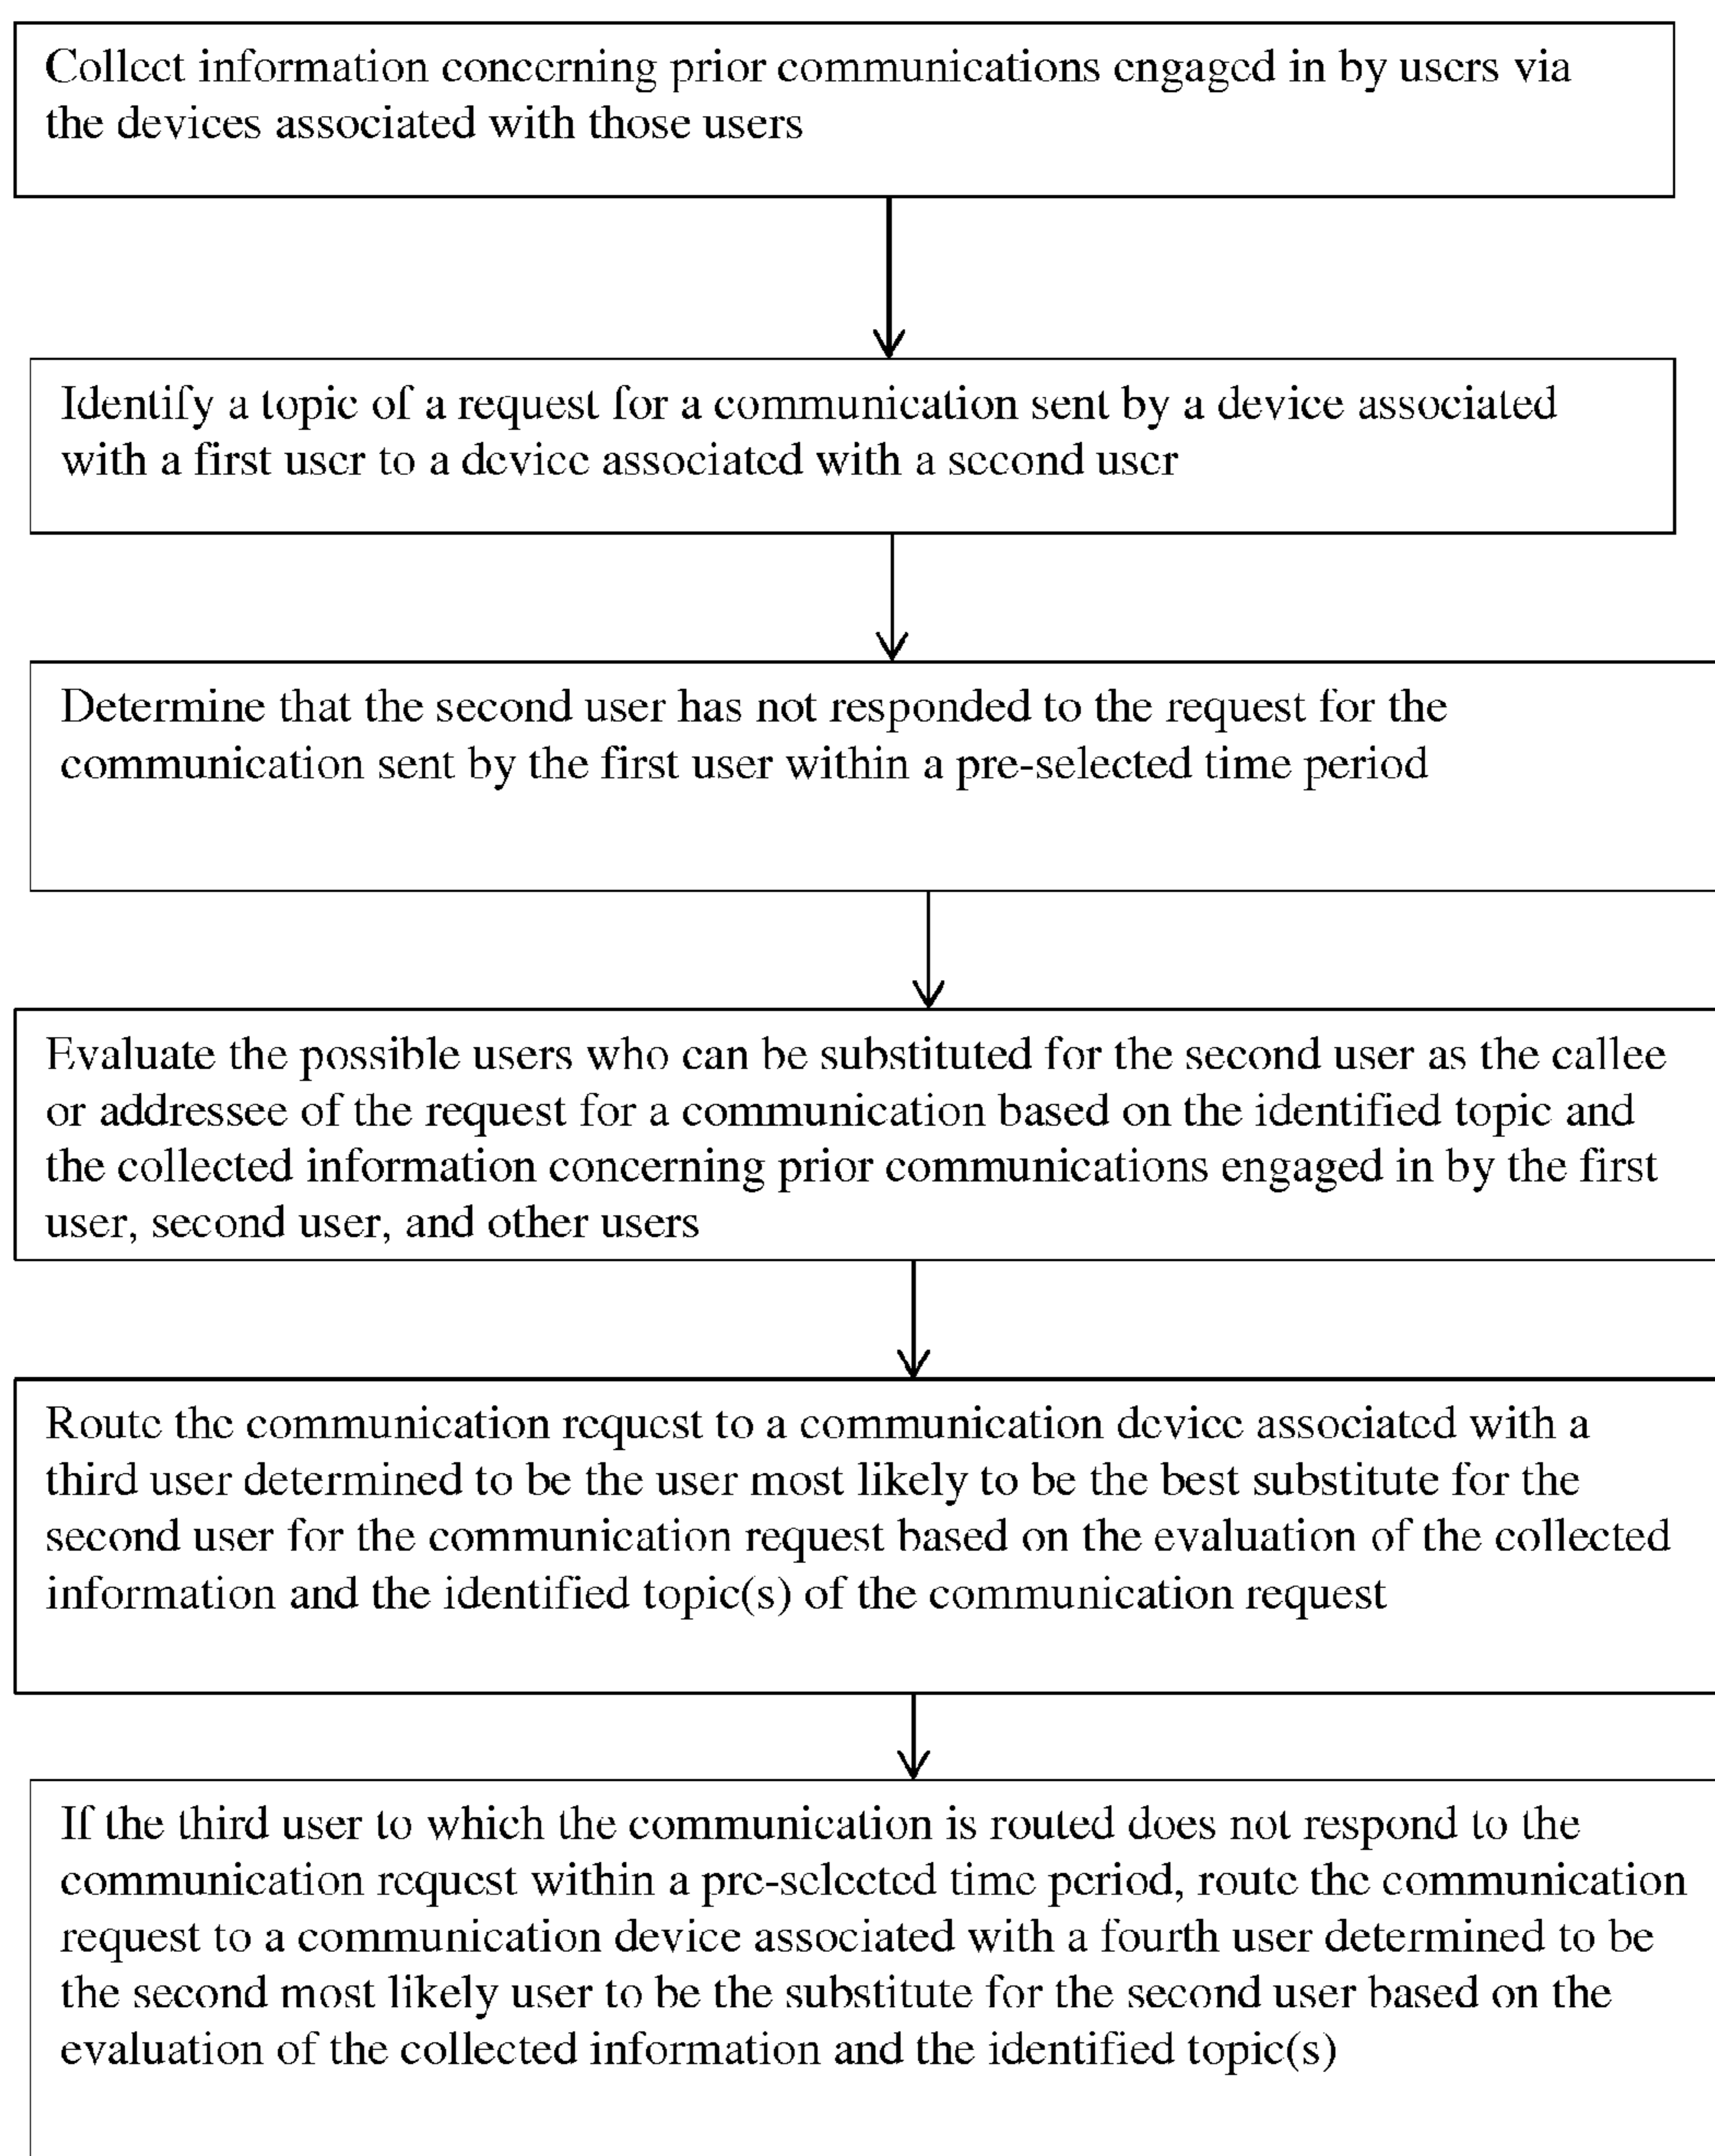 Collect information concerning prior communications engaged in by users via
the devices associated with those users
Identify a topic of a request for a communication sent by a device associated
with a first user to a device associated with a second user
Determine that the second user has not responded to the request for the
communication sent by the first user within a pre-selected time period
Evaluate the possible users who can be substituted for the second user as the callee
or addressee of the request for a communication based on the identified topic and
the collected information concerning prior communications engaged in by the first
user, second user, and other users
Route the communication request to a communication device associated with a
third user determined to be the user most likely to be the best substitute for the
second user for the communication request based on the evaluation of the collected
information and the identified topic(s) of the communication request
If the third user to which the communication is routed does not respond to the
communication request within a pre-selected time period, route the communication
request to a communication device associated with a fourth user determined to be
the second most likely user to be the substitute for the second user based on the
evaluation of the collected information and the identified topic(s)